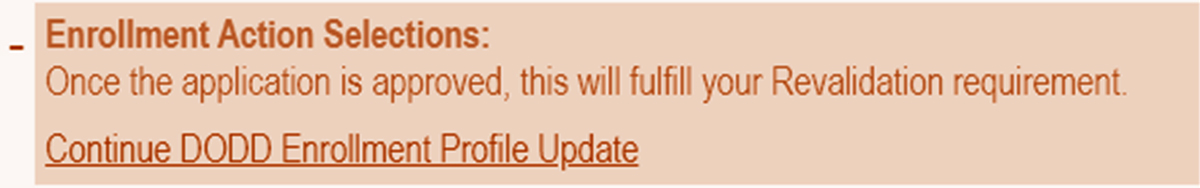 Enrollment Action Selections:
Once the application is approved, this will fulfill your Revalidation requirement.
Continue DODD Enrollment Profile Update